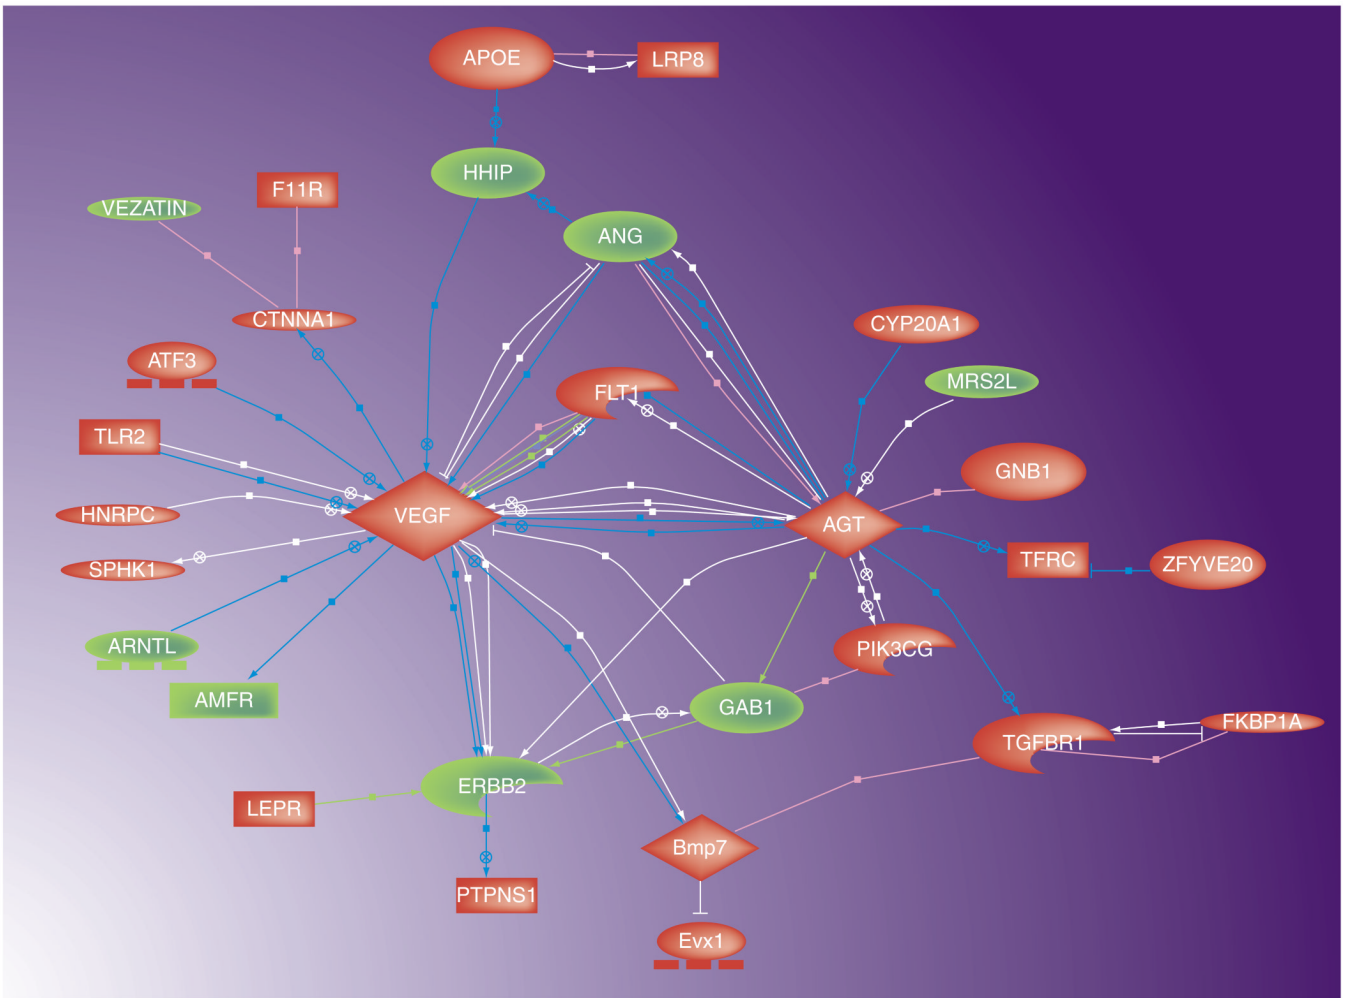 APOE
LRP8
HHIP
F11R
VEZATIN
ANG
CTNNA1
CYP20A1
ATF3
MRS2L
FLT1
TLR2
GNB1
HNRPC
VEGF
AGT
SPHK1
TFRC
ZFYVE20
ARNTL
PIK3CG
AMFR
GAB1
FKBP1A
TGFBR1
ERBB2
LEPR
Bmp7
PTPNS1
Evx1